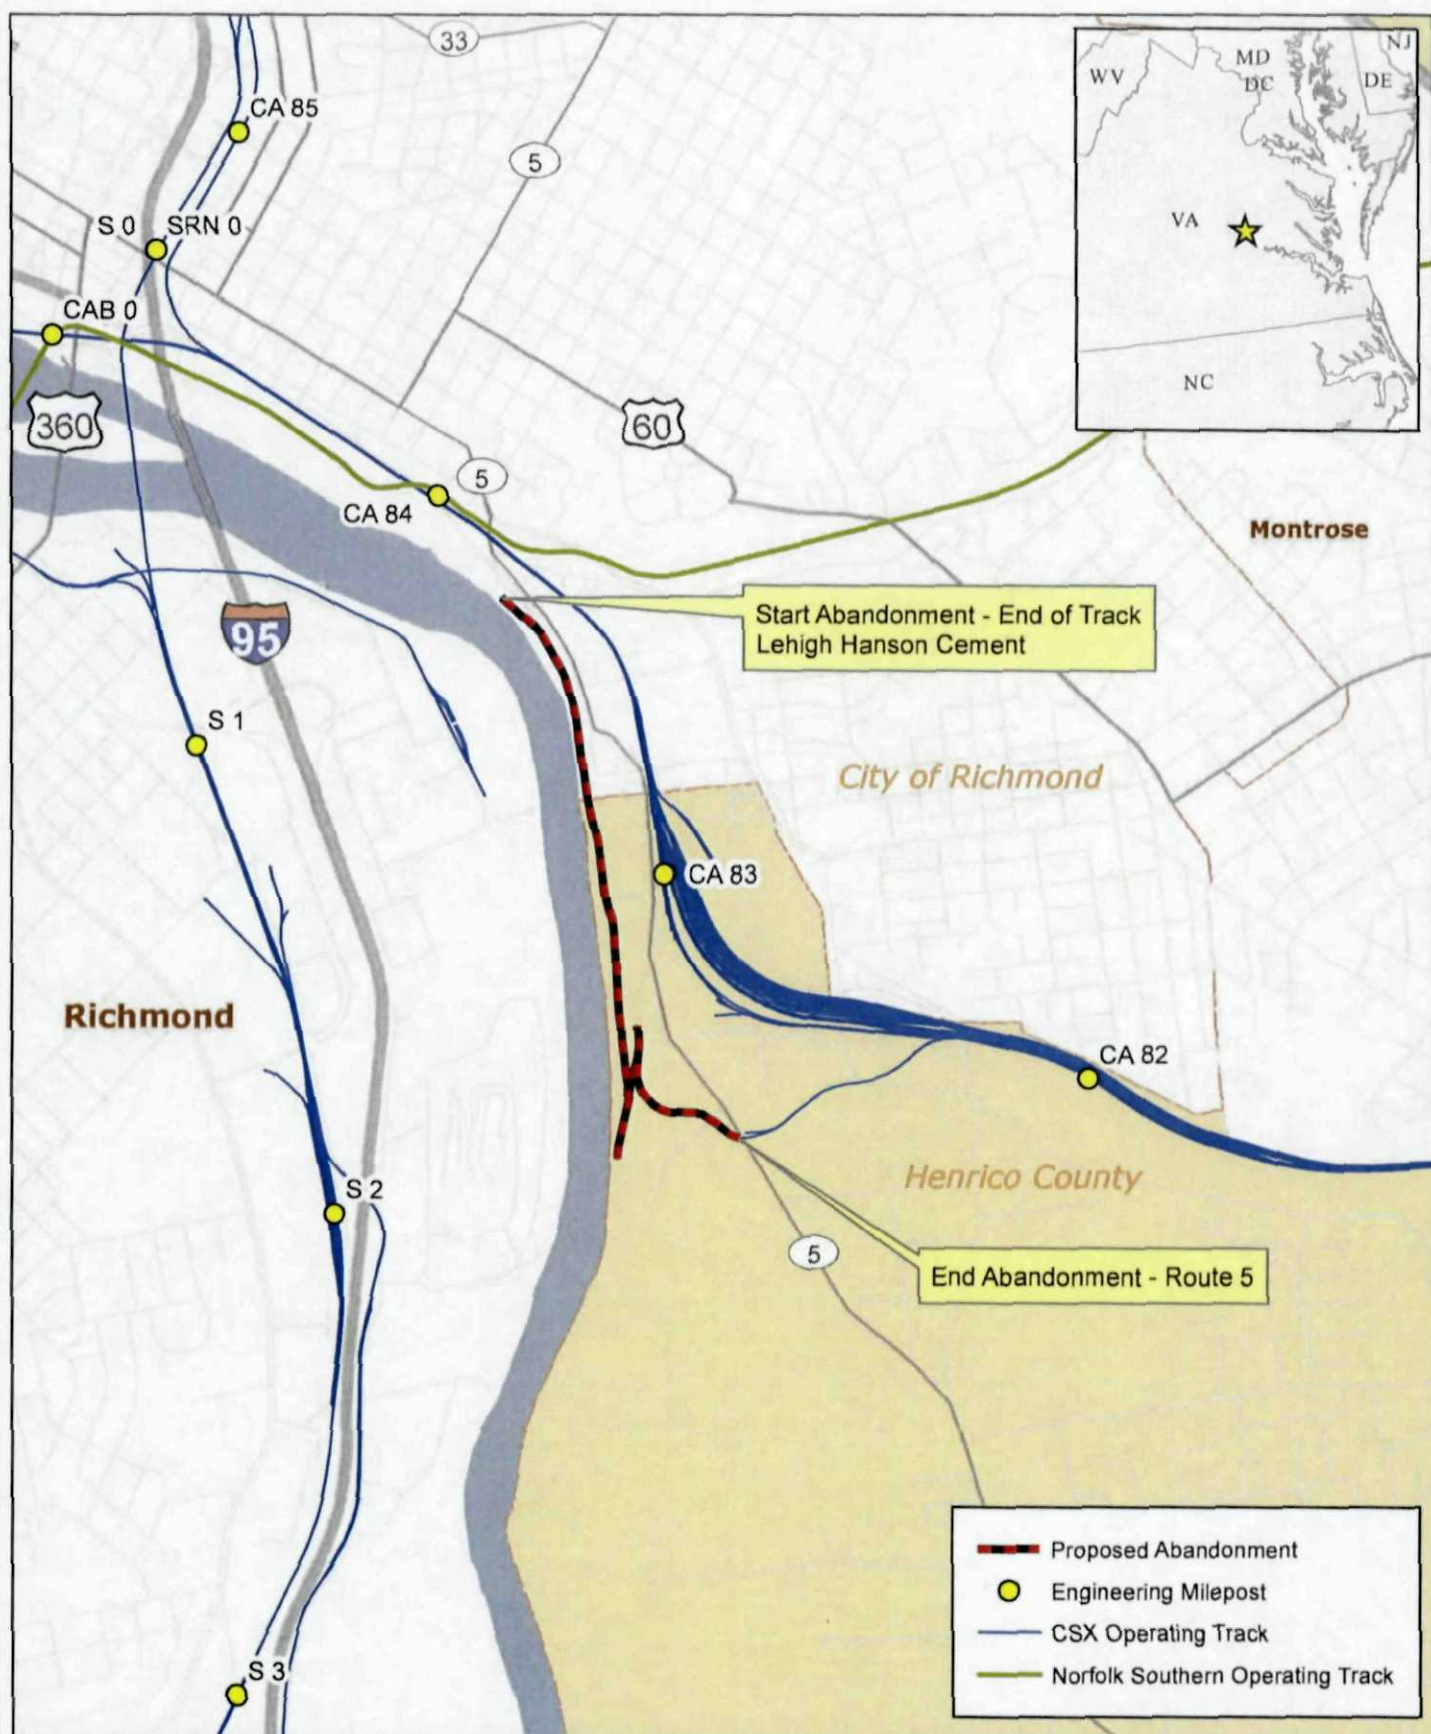 33
CA 85
5
S 0
SRN 0
CAB 0
360
60
5
CA 84
WV
MD
DC
NJ
DE
VA
NC
Montrose
Start Abandonment - End of Track
Lehigh Hanson Cement
95
S 1
City of Richmond
CA 83
Richmond
CA 82
S 2
Henrico County
5
End Abandonment - Route 5
Proposed Abandonment
Engineering Milepost
CSX Operating Track
Norfolk Southern Operating Track
S 3